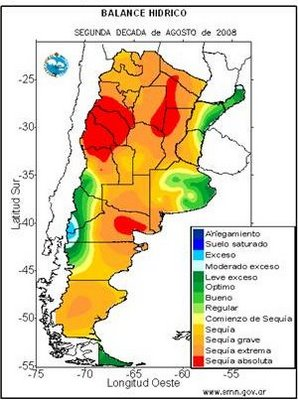 BALANCE HIDRICO
SEGUNDA DECADA de AGOSTO de 2008
-25
-30
-35
-40
-45
-50
-55
Latitud Sur
Anegamiento
Suelo saturado
Exceso
Moderado exceso
Leve exceso
Optimo
Bueno
Regular
Comienzo de Sequía
Sequía
Sequía grave
Sequía extrema
Sequía absoluta
-75
-70
-65
-60
-55
Longitud Oeste
www.smn.gov.ar